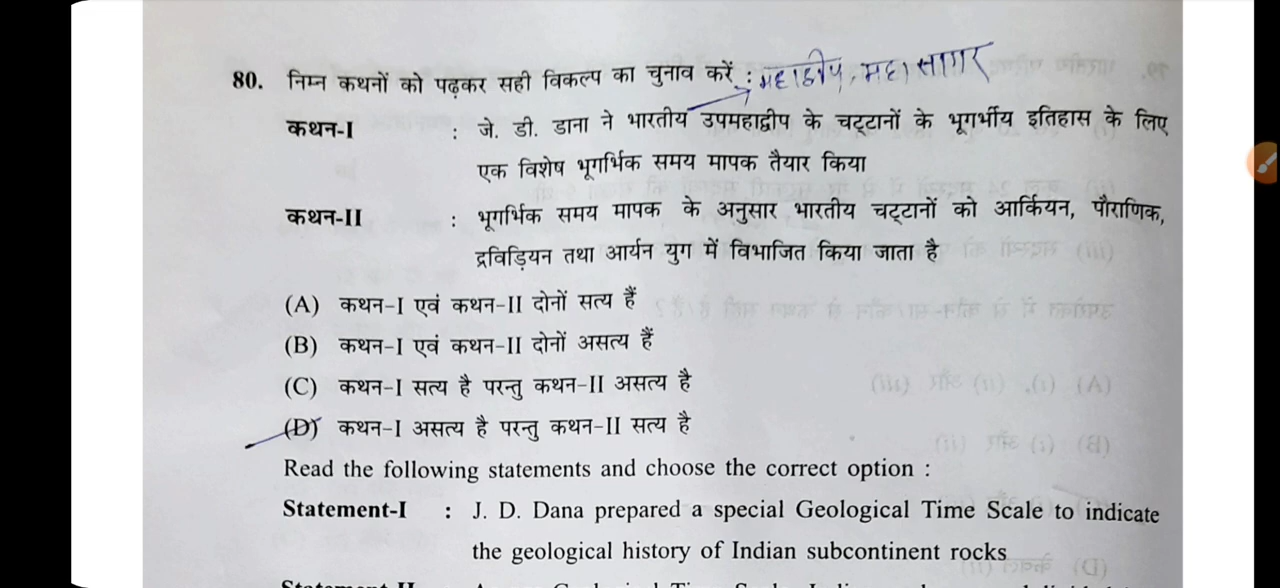 80. निम्न कथनों को पढ़कर सही विकल्प का चुनाव करें : महाद्वीप, महासागर
कथन-I : जे. डी. डाना ने भारतीय उपमहाद्वीप के चट्टानों के भूगर्भीय इतिहास के लिए
एक विशेष भूगर्भिक समय मापक तैयार किया
कथन-II : भूगर्भिक समय मापक के अनुसार भारतीय चट्टानों को आर्कियन, पौराणिक,
द्रविड़ियन तथा आर्यन युग में विभाजित किया जाता है
(A) कथन-I एवं कथन-II दोनों सत्य हैं
(B) कथन-I एवं कथन-II दोनों असत्य हैं
(C) कथन-I सत्य है परन्तु कथन-II असत्य है
(D) कथन-I असत्य है परन्तु कथन-II सत्य है
Read the following statements and choose the correct option :
Statement-I : J. D. Dana prepared a special Geological Time Scale to indicate
the geological history of Indian subcontinent rocks